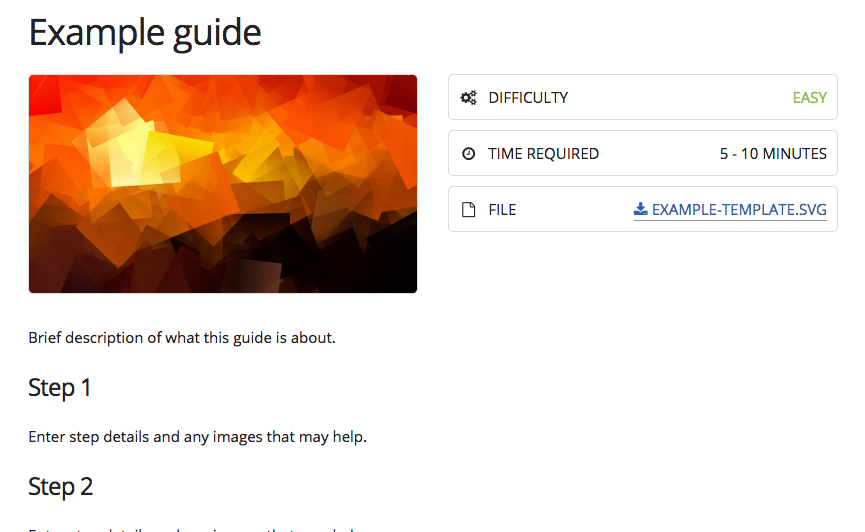 Example guide
DIFFICULTY EASY
TIME REQUIRED 5 - 10 MINUTES
FILE EXAMPLE-TEMPLATE.SVG
Brief description of what this guide is about.
Step 1
Enter step details and any images that may help.
Step 2